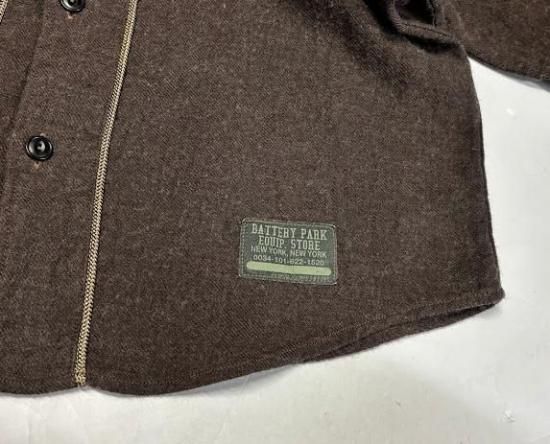 BATTERY PARK
EQUIP. STORE
NEW YORK, NEW YORK
0034-101-622-1520